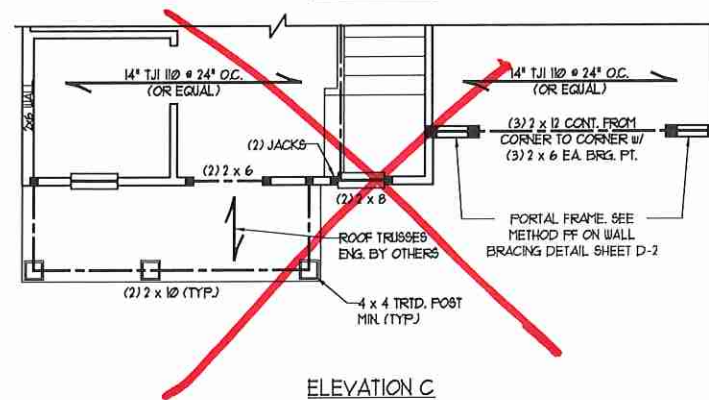 14" TJI 110 @ 24" O.C.
(OR EQUAL)
14" TJI 110 @ 24" O.C.
(OR EQUAL)
2x6 WALL
(3) 2 x 12 CONT. FROM
CORNER TO CORNER w/
(3) 2 x 6 EA. BRG. PT.
(2) JACKS
(2) 2 x 6
(2) 2 x 8
PORTAL FRAME. SEE
METHOD PF ON WALL
BRACING DETAIL SHEET D-2
ROOF TRUSSES
ENG. BY OTHERS
(2) 2 x 10 (TYP.)
4 x 4 TRTD. POST
MIN. (TYP.)
ELEVATION C